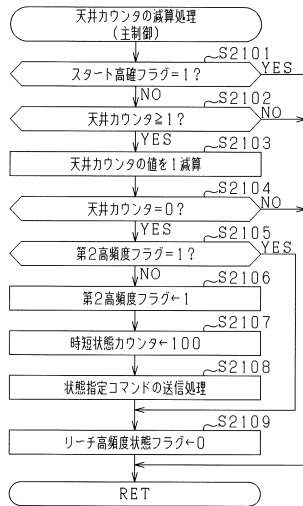 天井カウンタの減算処理
(主制御)
S2101
スタート高確フラグ=1?
YES
NO
S2102
天井カウンタ≧1?
NO
YES
S2103
天井カウンタの値を1減算
S2104
天井カウンタ=0?
NO
YES
S2105
第2高頻度フラグ=1?
YES
NO
S2106
第2高頻度フラグ←1
S2107
時短状態カウンタ←100
S2108
状態指定コマンドの送信処理
S2109
リーチ高頻度状態フラグ←0
RET